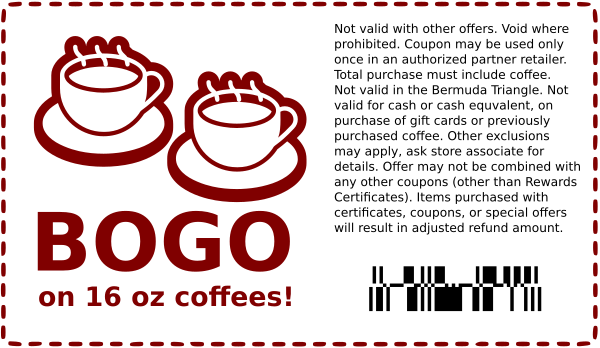 BOGO
on 16 oz coffees!
Not valid with other offers. Void where
prohibited. Coupon may be used only
once in an authorized partner retailer.
Total purchase must include coffee.
Not valid in the Bermuda Triangle. Not
valid for cash or cash equvalent, on
purchase of gift cards or previously
purchased coffee. Other exclusions
may apply, ask store associate for
details. Offer may not be combined with
any other coupons (other than Rewards
Certificates). Items purchased with
certificates, coupons, or special offers
will result in adjusted refund amount.